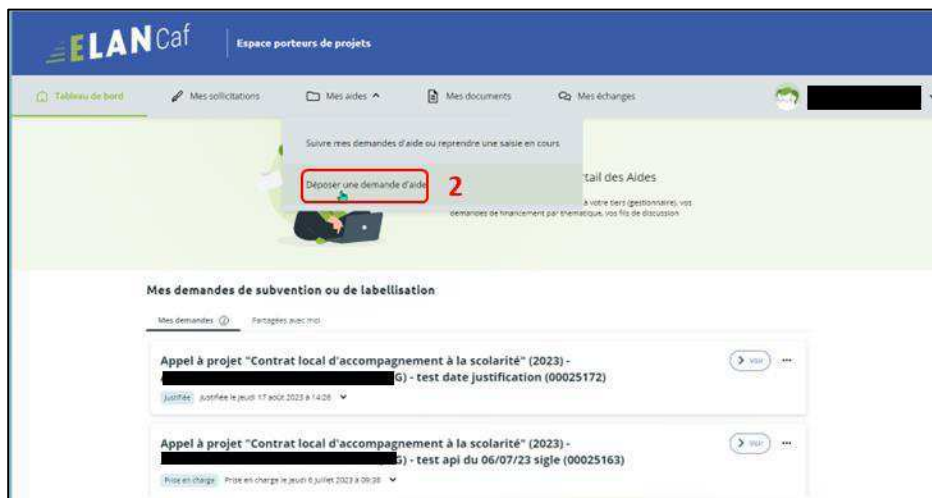 ELANCaf
Espace porteurs de projets
Tableau de bord
Mes sollicitations
Mes aides
Mes documents
Mes échanges
Suivre mes demandes d'aide ou reprendre une saisie en cours
Déposer une demande d'aide
2
tail des Aides
à votre tiers (gestionnaire), vos
demandes de financement par thématique, vos fils de discussion
Mes demandes de subvention ou de labellisation
Mes demandes
Partagées avec moi
Appel à projet "Contrat local d'accompagnement à la scolarité" (2023) -
G) - test date justification (00025172)
Voir
Justifiée Justifiée le jeudi 17 août 2023 à 14:26
Appel à projet "Contrat local d'accompagnement à la scolarité" (2023) -
G) - test api du 06/07/23 sigle (00025163)
Voir
Prise en charge Prise en charge le jeudi 6 juillet 2023 à 09:38